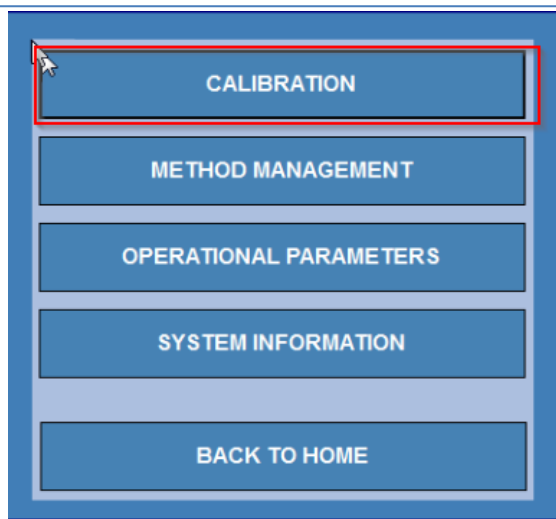 CALIBRATION
METHOD MANAGEMENT
OPERATIONAL PARAMETERS
SYSTEM INFORMATION
BACK TO HOME